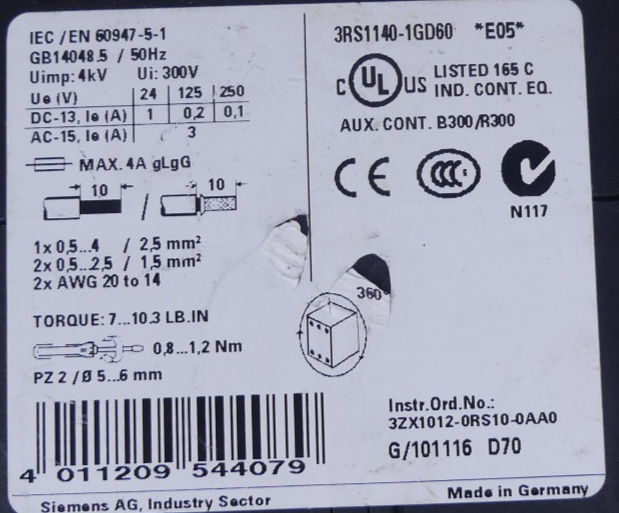 IEC / EN 60947-5-1
GB14048.5 / 50Hz
Uimp: 4kV Ui: 300V
Ue (V) 24 125 250
DC-13, Ie (A) 1 0,2 0,1
AC-15, Ie (A) 3
MAX. 4A gLgG
10 / 10
1x 0,5...4 / 2,5 mm²
2x 0,5...2,5 / 1,5 mm²
2x AWG 20 to 14
TORQUE: 7...10.3 LB.IN
0,8...1,2 Nm
PZ 2 / Ø 5...6 mm
4 011209 544079
Siemens AG, Industry Sector
3RS1140-1GD60 *E05*
C UL US LISTED 165 C
IND. CONT. EQ.
AUX. CONT. B300/R300
CE CCC
N117
360°
Instr.Ord.No.:
3ZX1012-0RS10-0AA0
G/101116 D70
Made in Germany